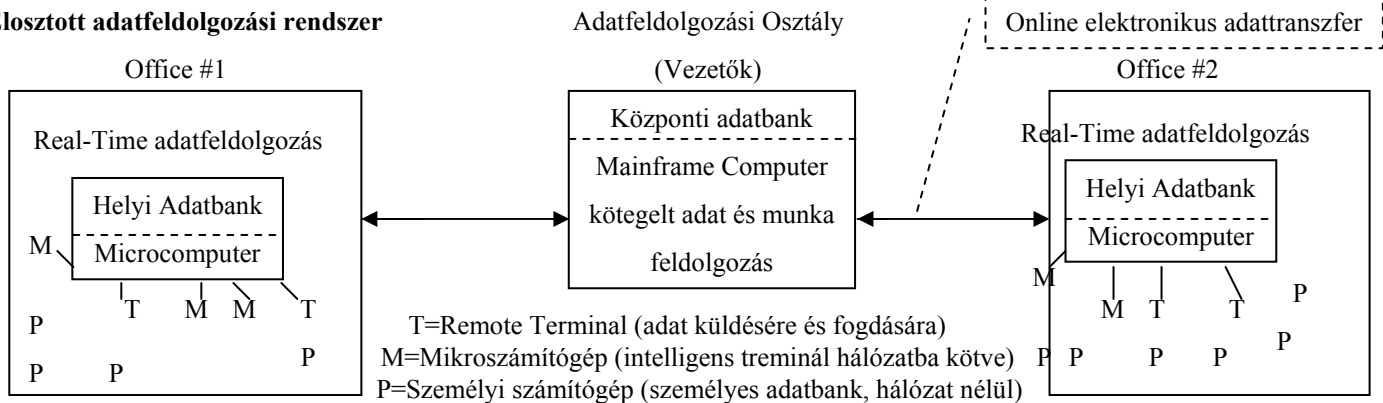 Elosztott adatfeldolgozási rendszer
Adatfeldolgozási Osztály
Online elektronikus adattranszfer
Office #1
(Vezetők)
Office #2
Real-Time adatfeldolgozás
Helyi Adatbank
Microcomputer
M
T
M
M
T
P
P
P
P
Központi adatbank
Mainframe Computer
kötegelt adat és munka
feldolgozás
Real-Time adatfeldolgozás
Helyi Adatbank
Microcomputer
M
M
T
T
P
P
P
P
P
P
T=Remote Terminal (adat küldésére és fogdására)
M=Mikroszámítógép (intelligens treminál hálózatba kötve)
P=Személyi számítógép (személyes adatbank, hálózat nélül)